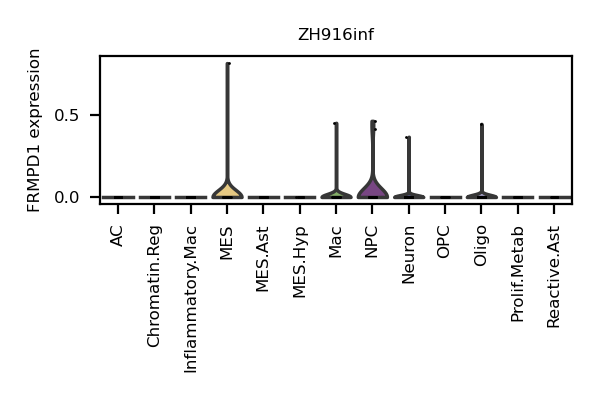 ZH916inf
FRMPD1 expression
0.5
0.0
AC
Chromatin.Reg
Inflammatory.Mac
MES
MES.Ast
MES.Hyp
Mac
NPC
Neuron
OPC
Oligo
Prolif.Metab
Reactive.Ast